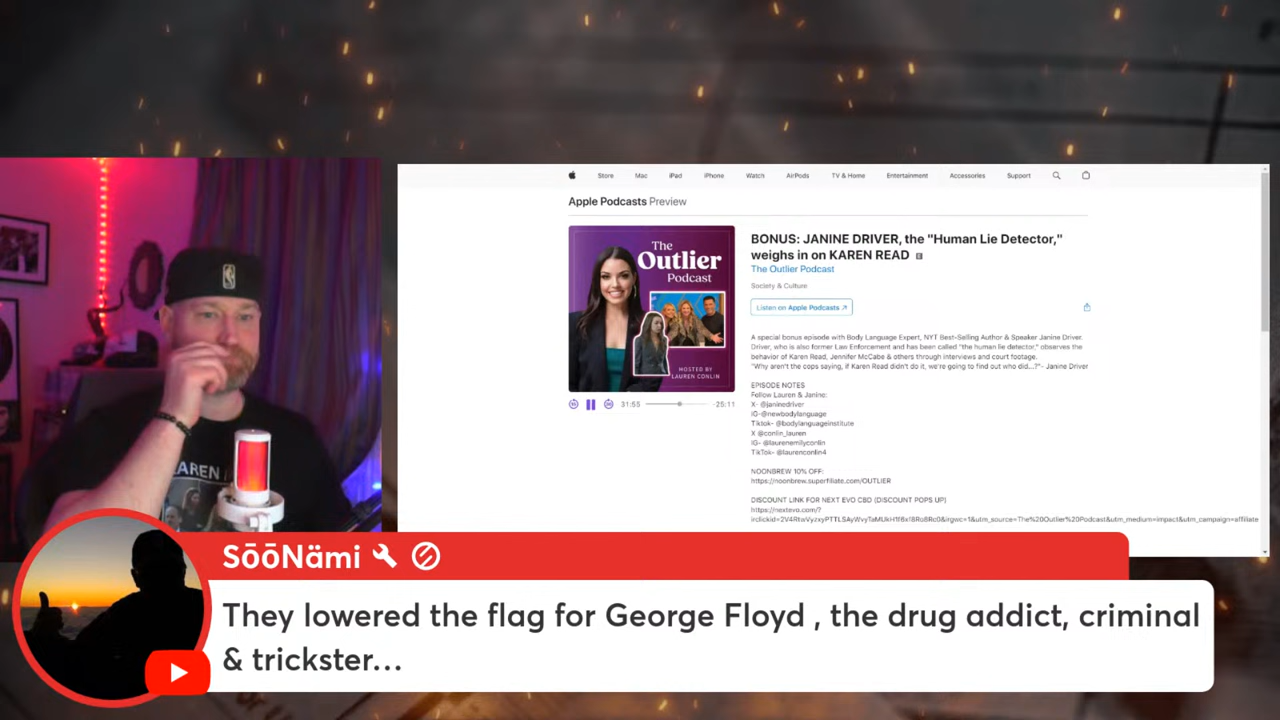 Store Mac iPad iPhone Watch AirPods TV & Home Entertainment Accessories Support
Apple Podcasts Preview
The
Outlier
Podcast
HOSTED BY
LAUREN CONLIN
31:55 -25:11
BONUS: JANINE DRIVER, the "Human Lie Detector,"
weighs in on KAREN READ
The Outlier Podcast
Society & Culture
Listen on Apple Podcasts ↗
A special bonus episode with Body Language Expert, NYT Best-Selling Author & Speaker Janine Driver.
Driver, who is also former Law Enforcement and has been called "the human lie detector," observes the
behavior of Karen Read, Jennifer McCabe & others through interviews and court footage.
"Why aren't the cops saying, if Karen Read didn't do it, we're going to find out who did...?"- Janine Driver
EPISODE NOTES
Follow Lauren & Janine:
X- @janinedriver
IG-@newbodylanguage
Tiktok- @bodylanguageinstitute
X @conlin_lauren
IG- @laurenemilyconlin
TikTok- @laurenconlin4
NOONBREW 10% OFF:
https://noonbrew.superfiliate.com/OUTLIER
DISCOUNT LINK FOR NEXT EVO CBD (DISCOUNT POPS UP)
https://nextevo.com/?
AREN
SōōNämi
They lowered the flag for George Floyd , the drug addict, criminal
& trickster...